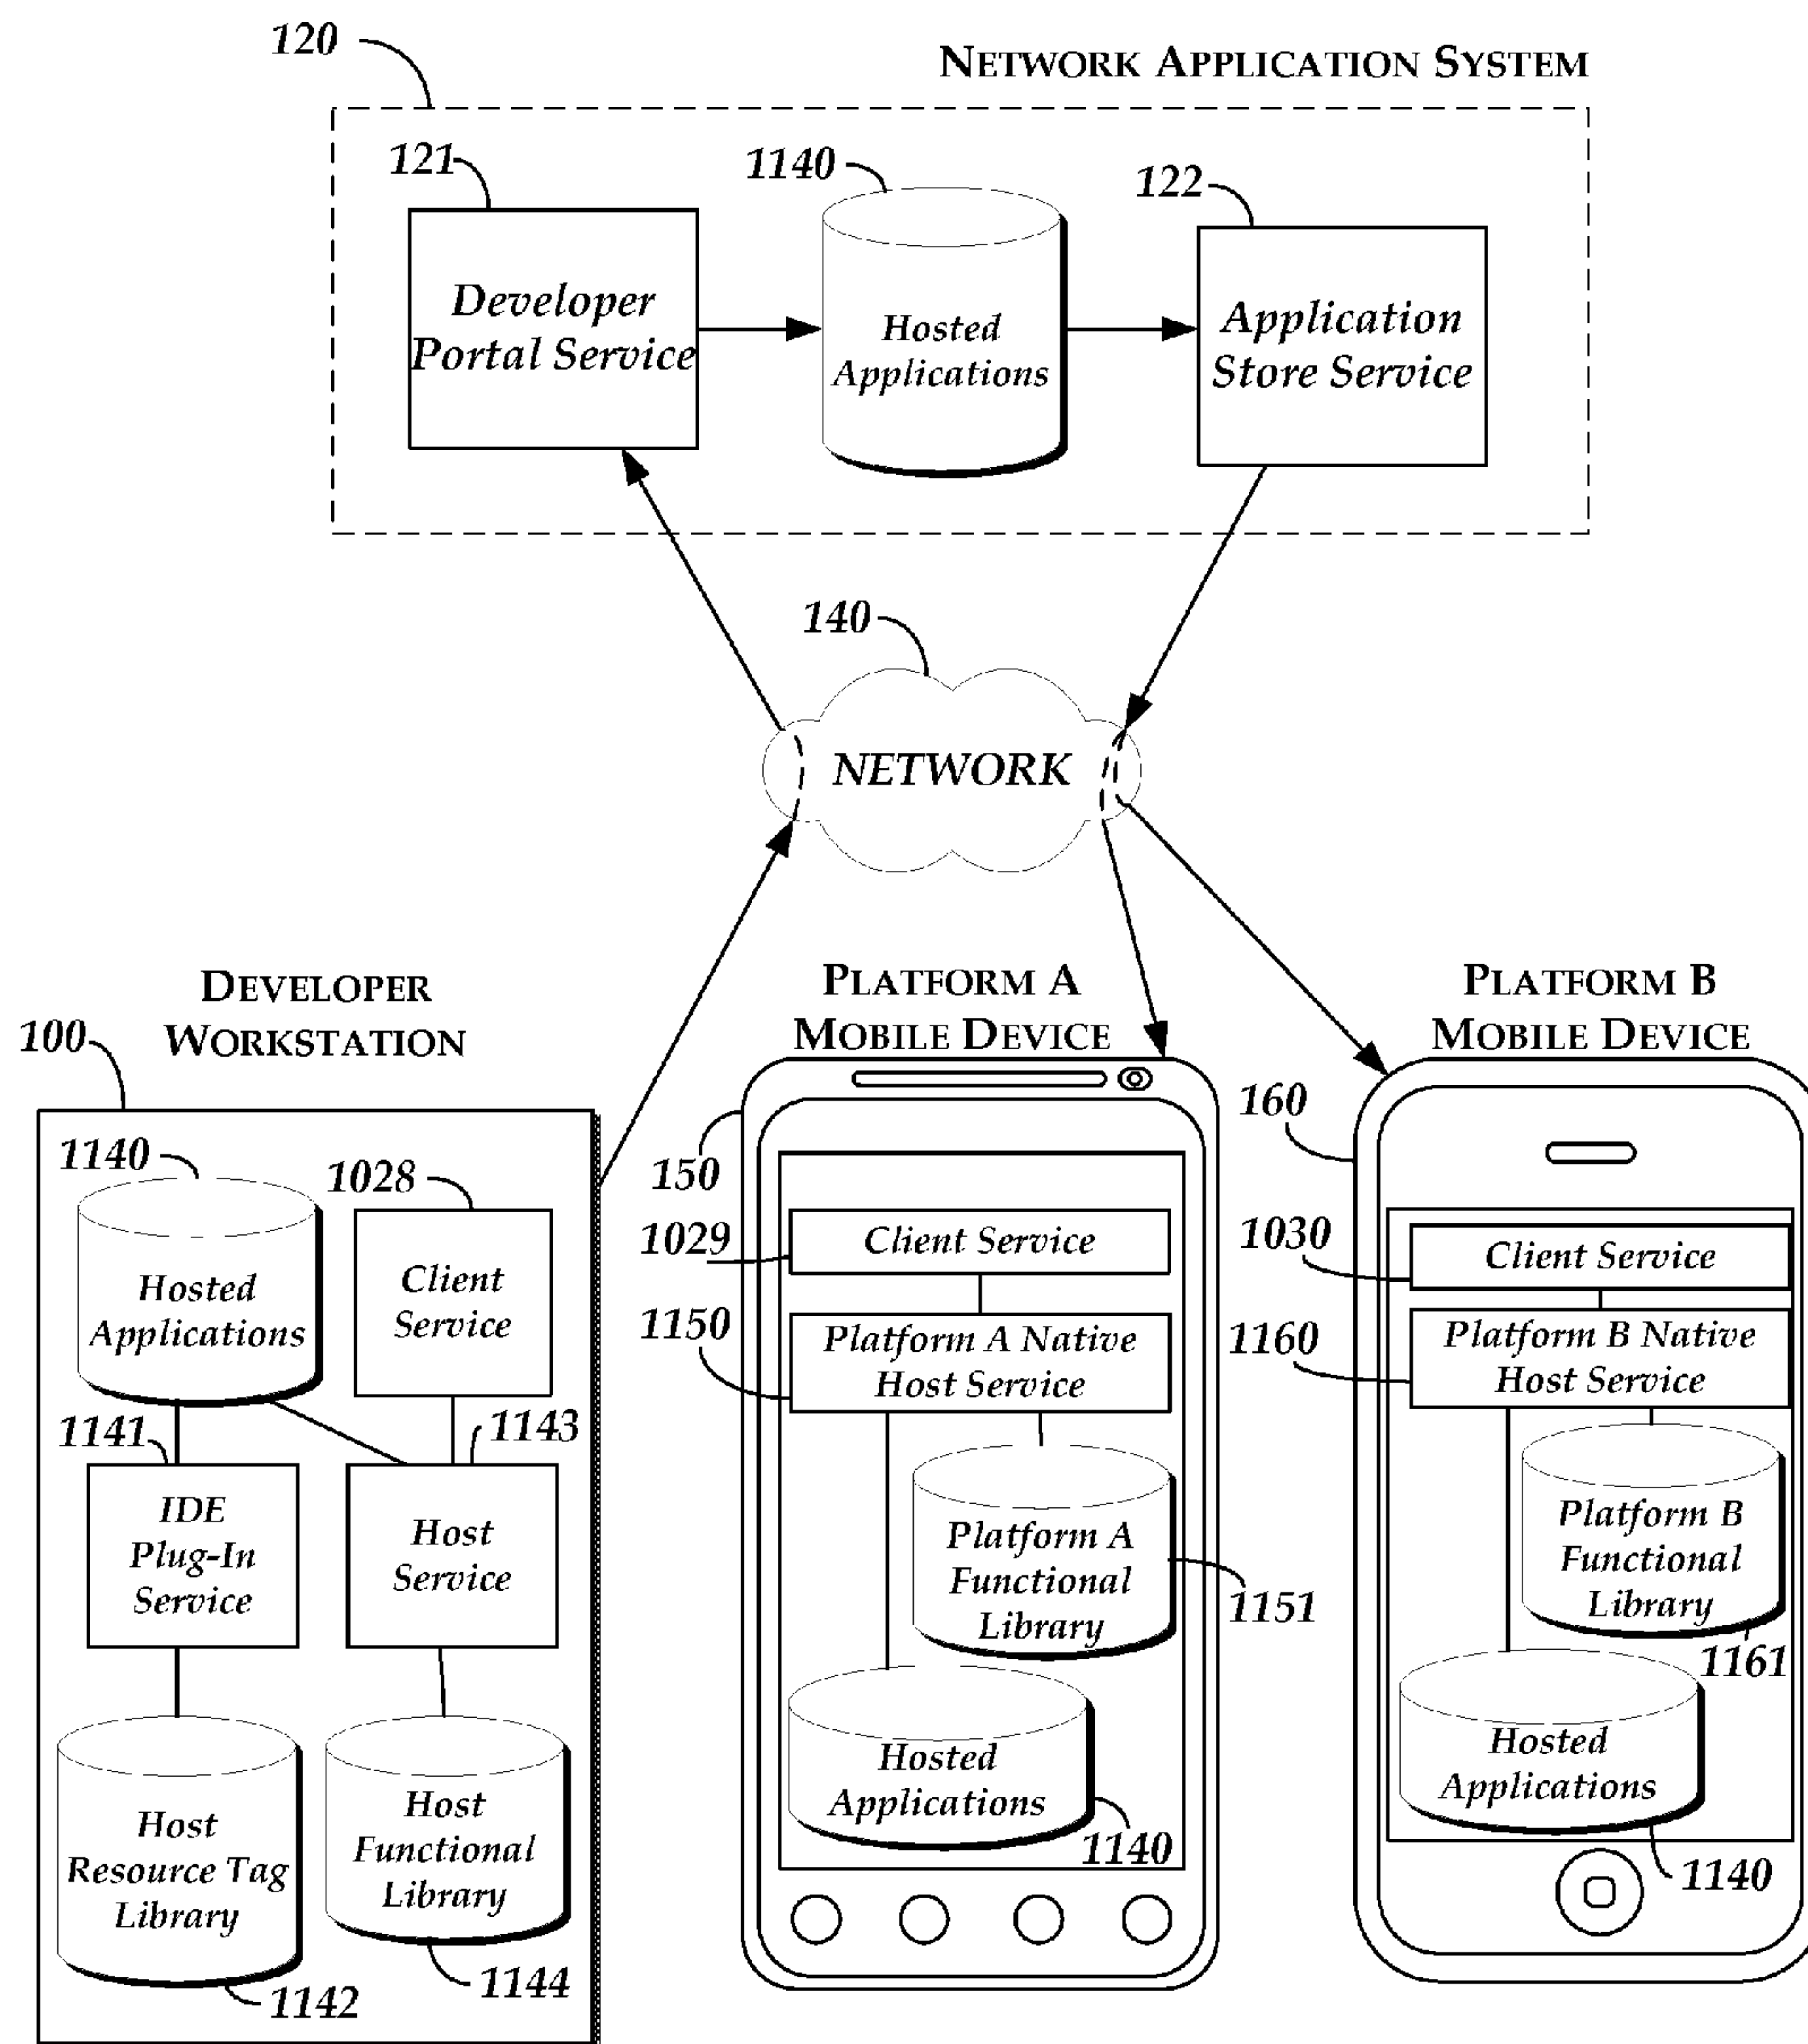 120
NETWORK APPLICATION SYSTEM
121
1140
122
Developer
Portal Service
Hosted
Applications
Application
Store Service
140
NETWORK
DEVELOPER
WORKSTATION
100
1140
1028
Hosted
Applications
Client
Service
1141
1143
IDE
Plug-In
Service
Host
Service
Host
Resource Tag
Library
Host
Functional
Library
1142
1144
PLATFORM A
MOBILE DEVICE
150
1029
Client Service
1150
Platform A Native
Host Service
Platform A
Functional
Library
1151
Hosted
Applications
1140
PLATFORM B
MOBILE DEVICE
160
1030
Client Service
1160
Platform B Native
Host Service
Platform B
Functional
Library
1161
Hosted
Applications
1140